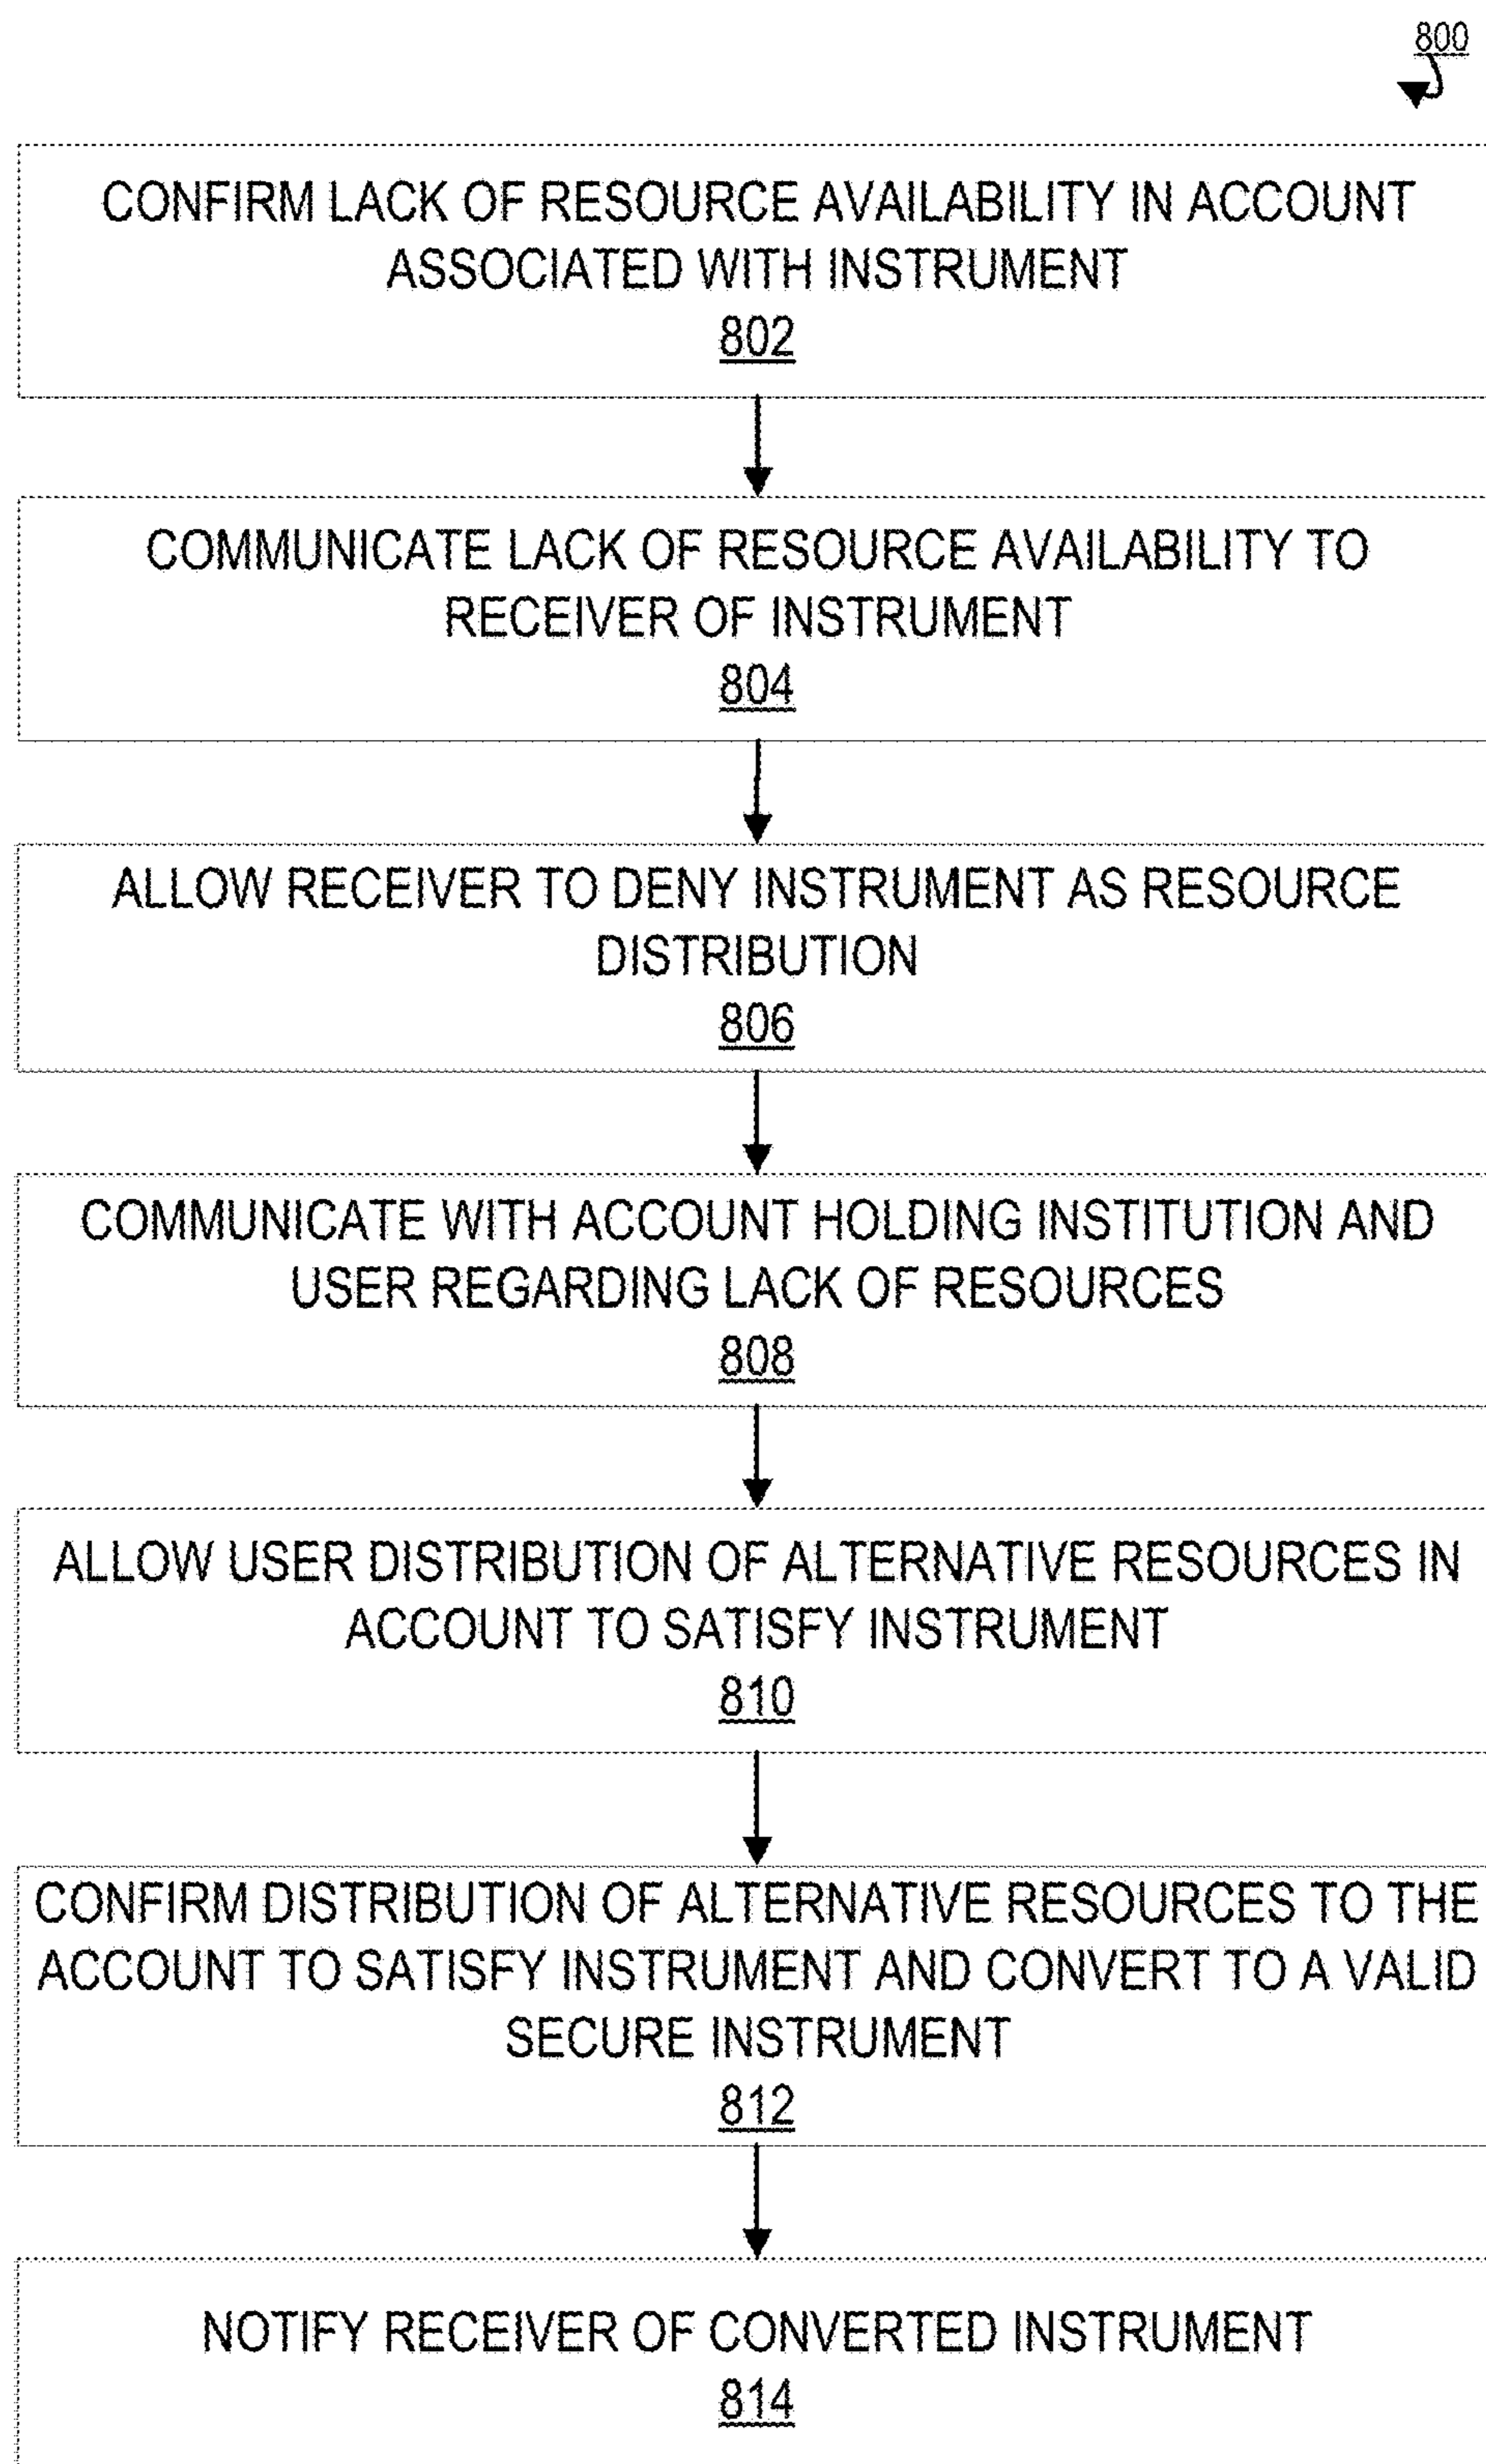 800
CONFIRM LACK OF RESOURCE AVAILABILITY IN ACCOUNT
ASSOCIATED WITH INSTRUMENT
802
COMMUNICATE LACK OF RESOURCE AVAILABILITY TO
RECEIVER OF INSTRUMENT
804
ALLOW RECEIVER TO DENY INSTRUMENT AS RESOURCE
DISTRIBUTION
806
COMMUNICATE WITH ACCOUNT HOLDING INSTITUTION AND
USER REGARDING LACK OF RESOURCES
808
ALLOW USER DISTRIBUTION OF ALTERNATIVE RESOURCES IN
ACCOUNT TO SATISFY INSTRUMENT
810
CONFIRM DISTRIBUTION OF ALTERNATIVE RESOURCES TO THE
ACCOUNT TO SATISFY INSTRUMENT AND CONVERT TO A VALID
SECURE INSTRUMENT
812
NOTIFY RECEIVER OF CONVERTED INSTRUMENT
814